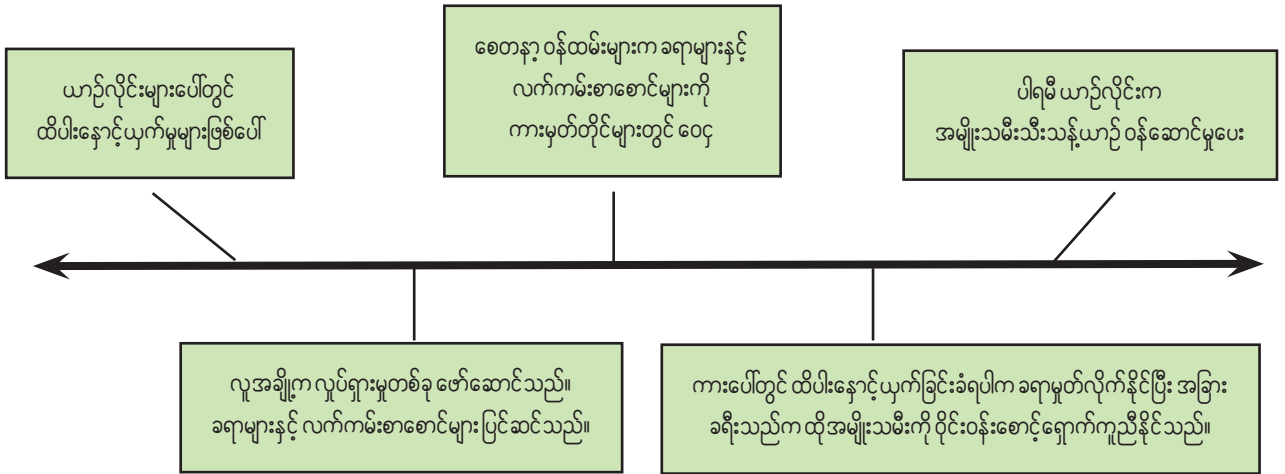 ယာဉ်လိုင်းများပေါ်တွင်
ထိပါးနှောင့်ယှက်မှုများဖြစ်ပေါ်
စေတနာ့ ဝန်ထမ်းများက ခရာများနှင့်
လက်ကမ်းစာစောင်များကို
ကားမှတ်တိုင်များတွင် ဝေငှ
ပါရမီ ယာဉ်လိုင်းက
အမျိုးသမီးသီးသန့်ယာဉ် ဝန်ဆောင်မှုပေး
လူအချို့က လှုပ်ရှားမှုတစ်ခု ဖော်ဆောင်သည်။
ခရာများနှင့် လက်ကမ်းစာစောင်များ ပြင်ဆင်သည်။
ကားပေါ်တွင် ထိပါးနှောင့်ယှက်ခြင်းခံရပါက ခရာမှုတ်လိုက်နိုင်ပြီး အခြား
ခရီးသည်က ထိုအမျိုးသမီးကို ဝိုင်းဝန်းစောင့်ရှောက်ကူညီနိုင်သည်။